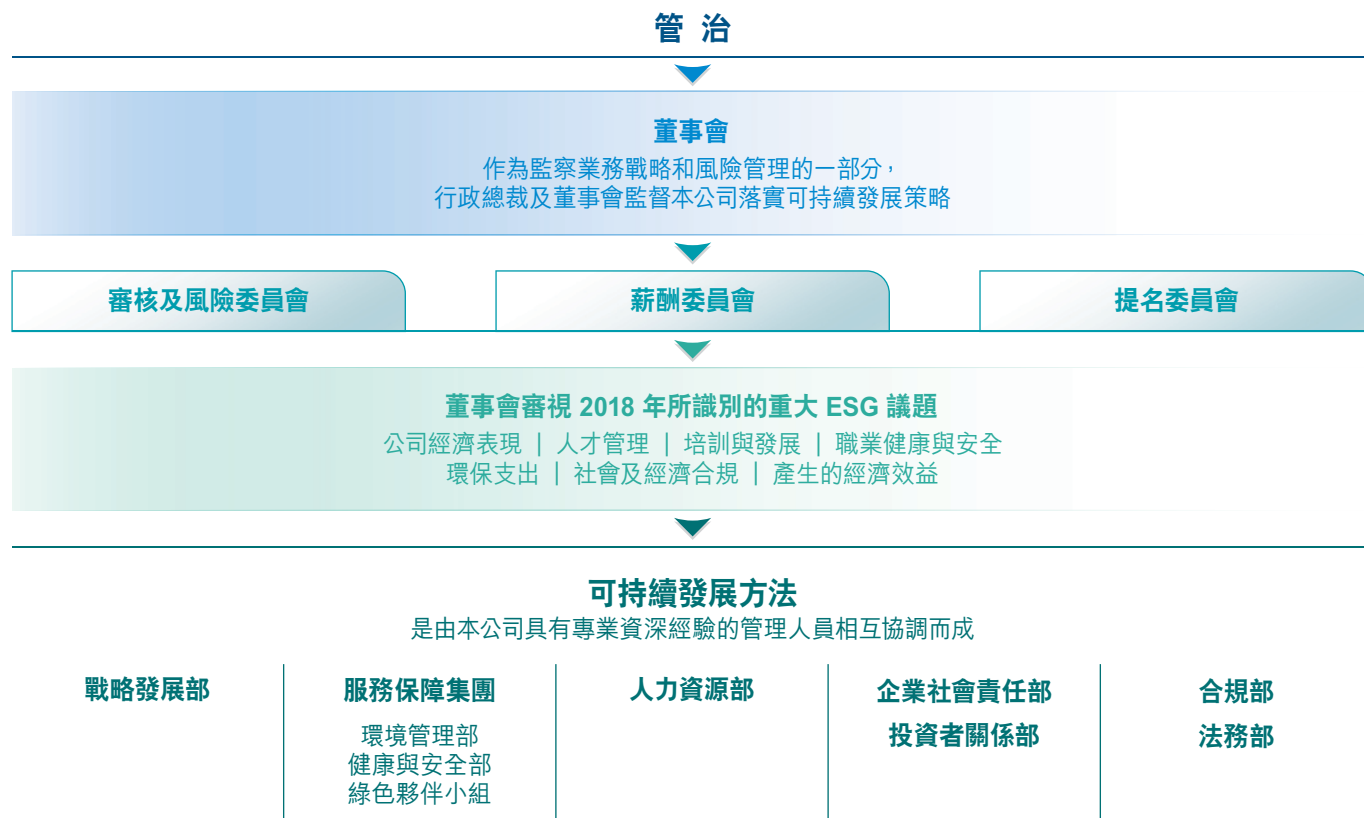 管治
董事會
作為監察業務戰略和風險管理的一部分，
行政總裁及董事會監督本公司落實可持續發展策略
審核及風險委員會
薪酬委員會
提名委員會
董事會審視 2018 年所識別的重大 ESG 議題
公司經濟表現 | 人才管理 | 培訓與發展 | 職業健康與安全
環保支出 | 社會及經濟合規 | 產生的經濟效益
可持續發展方法
是由本公司具有專業資深經驗的管理人員相互協調而成
戰略發展部
服務保障集團
環境管理部
健康與安全部
綠色夥伴小組
人力資源部
企業社會責任部
投資者關係部
合規部
法務部